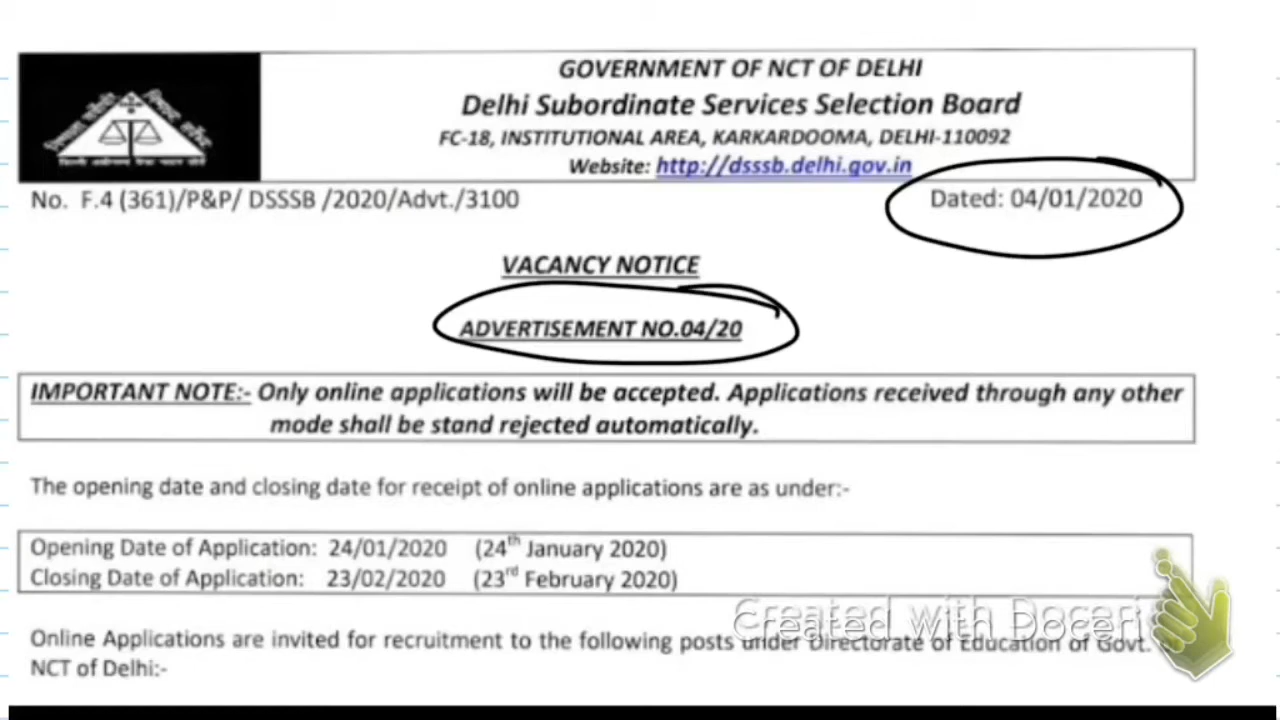 GOVERNMENT OF NCT OF DELHI
Delhi Subordinate Services Selection Board
FC-18, INSTITUTIONAL AREA, KARKARDOOMA, DELHI-110092
Website: http://dsssb.delhi.gov.in
No. F.4 (361)/P&P/ DSSSB /2020/Advt./3100 Dated: 04/01/2020
VACANCY NOTICE
ADVERTISEMENT NO.04/20
IMPORTANT NOTE:- Only online applications will be accepted. Applications received through any other
mode shall be stand rejected automatically.
The opening date and closing date for receipt of online applications are as under:-
Opening Date of Application: 24/01/2020 (24th January 2020)
Closing Date of Application: 23/02/2020 (23rd February 2020)
Created with Doceri
Online Applications are invited for recruitment to the following posts under Directorate of Education of Govt.
NCT of Delhi:-